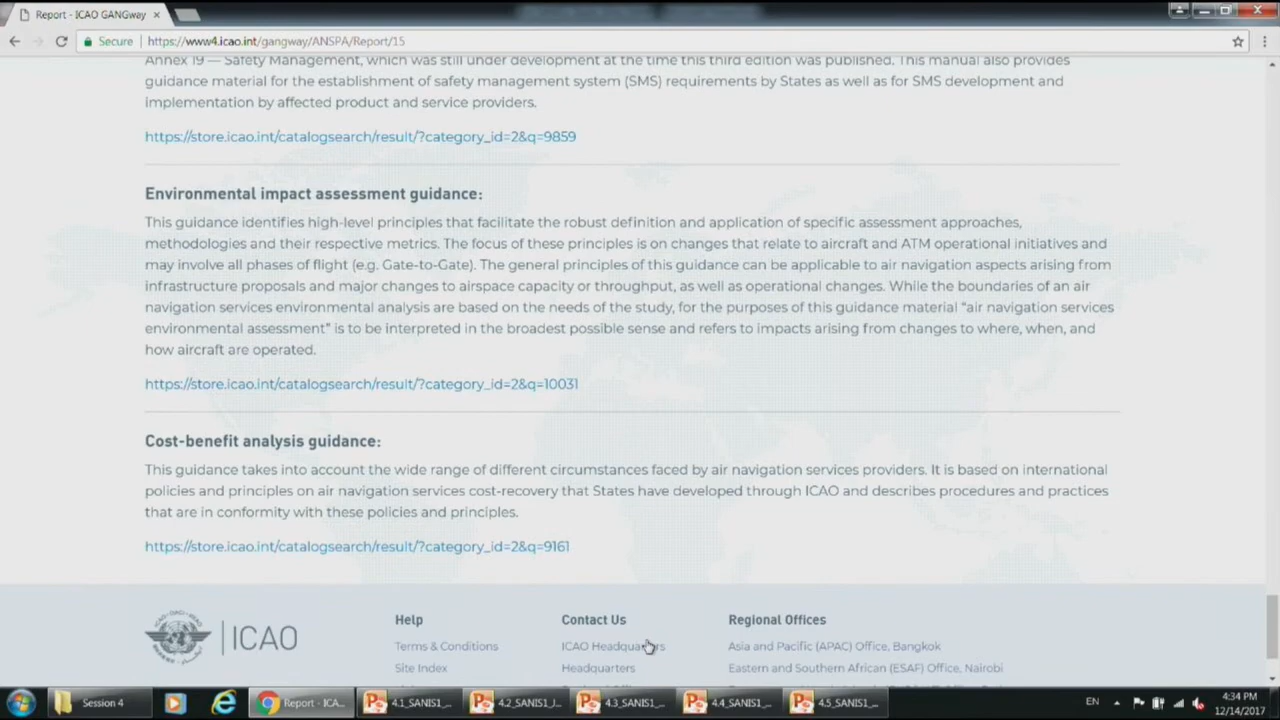 Report - ICAO GANGway
Secure
https://www4.icao.int/gangway/ANSPA/Report/15
Annex 19 — Safety Management, which was still under development at the time this third edition was published. This manual also provides
guidance material for the establishment of safety management system (SMS) requirements by States as well as for SMS development and
implementation by affected product and service providers.
https://store.icao.int/catalogsearch/result/?category_id=2&q=9859
Environmental impact assessment guidance:
This guidance identifies high-level principles that facilitate the robust definition and application of specific assessment approaches,
methodologies and their respective metrics. The focus of these principles is on changes that relate to aircraft and ATM operational initiatives and
may involve all phases of flight (e.g. Gate-to-Gate). The general principles of this guidance can be applicable to air navigation aspects arising from
infrastructure proposals and major changes to airspace capacity or throughput, as well as operational changes. While the boundaries of an air
navigation services environmental analysis are based on the needs of the study, for the purposes of this guidance material “air navigation services
environmental assessment” is to be interpreted in the broadest possible sense and refers to impacts arising from changes to where, when, and
how aircraft are operated.
https://store.icao.int/catalogsearch/result/?category_id=2&q=10031
Cost-benefit analysis guidance:
This guidance takes into account the wide range of different circumstances faced by air navigation services providers. It is based on international
policies and principles on air navigation services cost-recovery that States have developed through ICAO and describes procedures and practices
that are in conformity with these policies and principles.
https://store.icao.int/catalogsearch/result/?category_id=2&q=9161
ICAO
Help
Terms & Conditions
Site Index
Contact Us
ICAO Headquarters
Headquarters
Regional Offices
Asia and Pacific (APAC) Office, Bangkok
Eastern and Southern African (ESAF) Office, Nairobi
Session 4
Report - ICA...
4.1_SANIS1_...
4.2_SANIS1_I...
4.3_SANIS1_...
4.4_SANIS1_...
4.5_SANIS1_...
EN
4:34 PM
12/14/2017